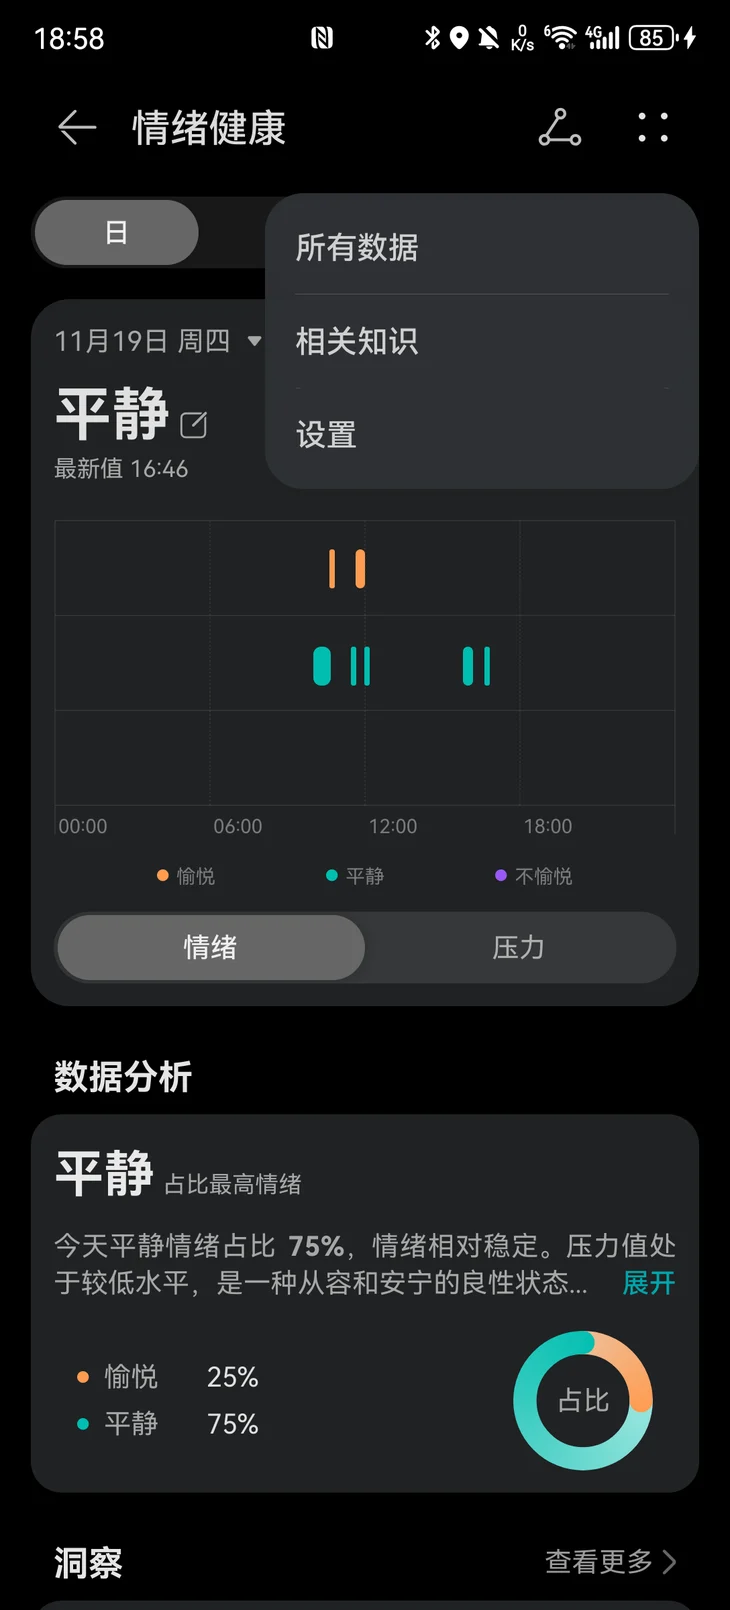 18:58
0 K/s
6
4G
85
情绪健康
日
所有数据
相关知识
设置
11月19日 周四
平静
最新值 16:46
00:00 06:00 12:00 18:00
愉悦 平静 不愉悦
情绪 压力
数据分析
平静 占比最高情绪
今天平静情绪占比 75%，情绪相对稳定。压力值处
于较低水平，是一种从容和安宁的良性状态... 展开
愉悦 25%
平静 75%
占比
洞察 查看更多